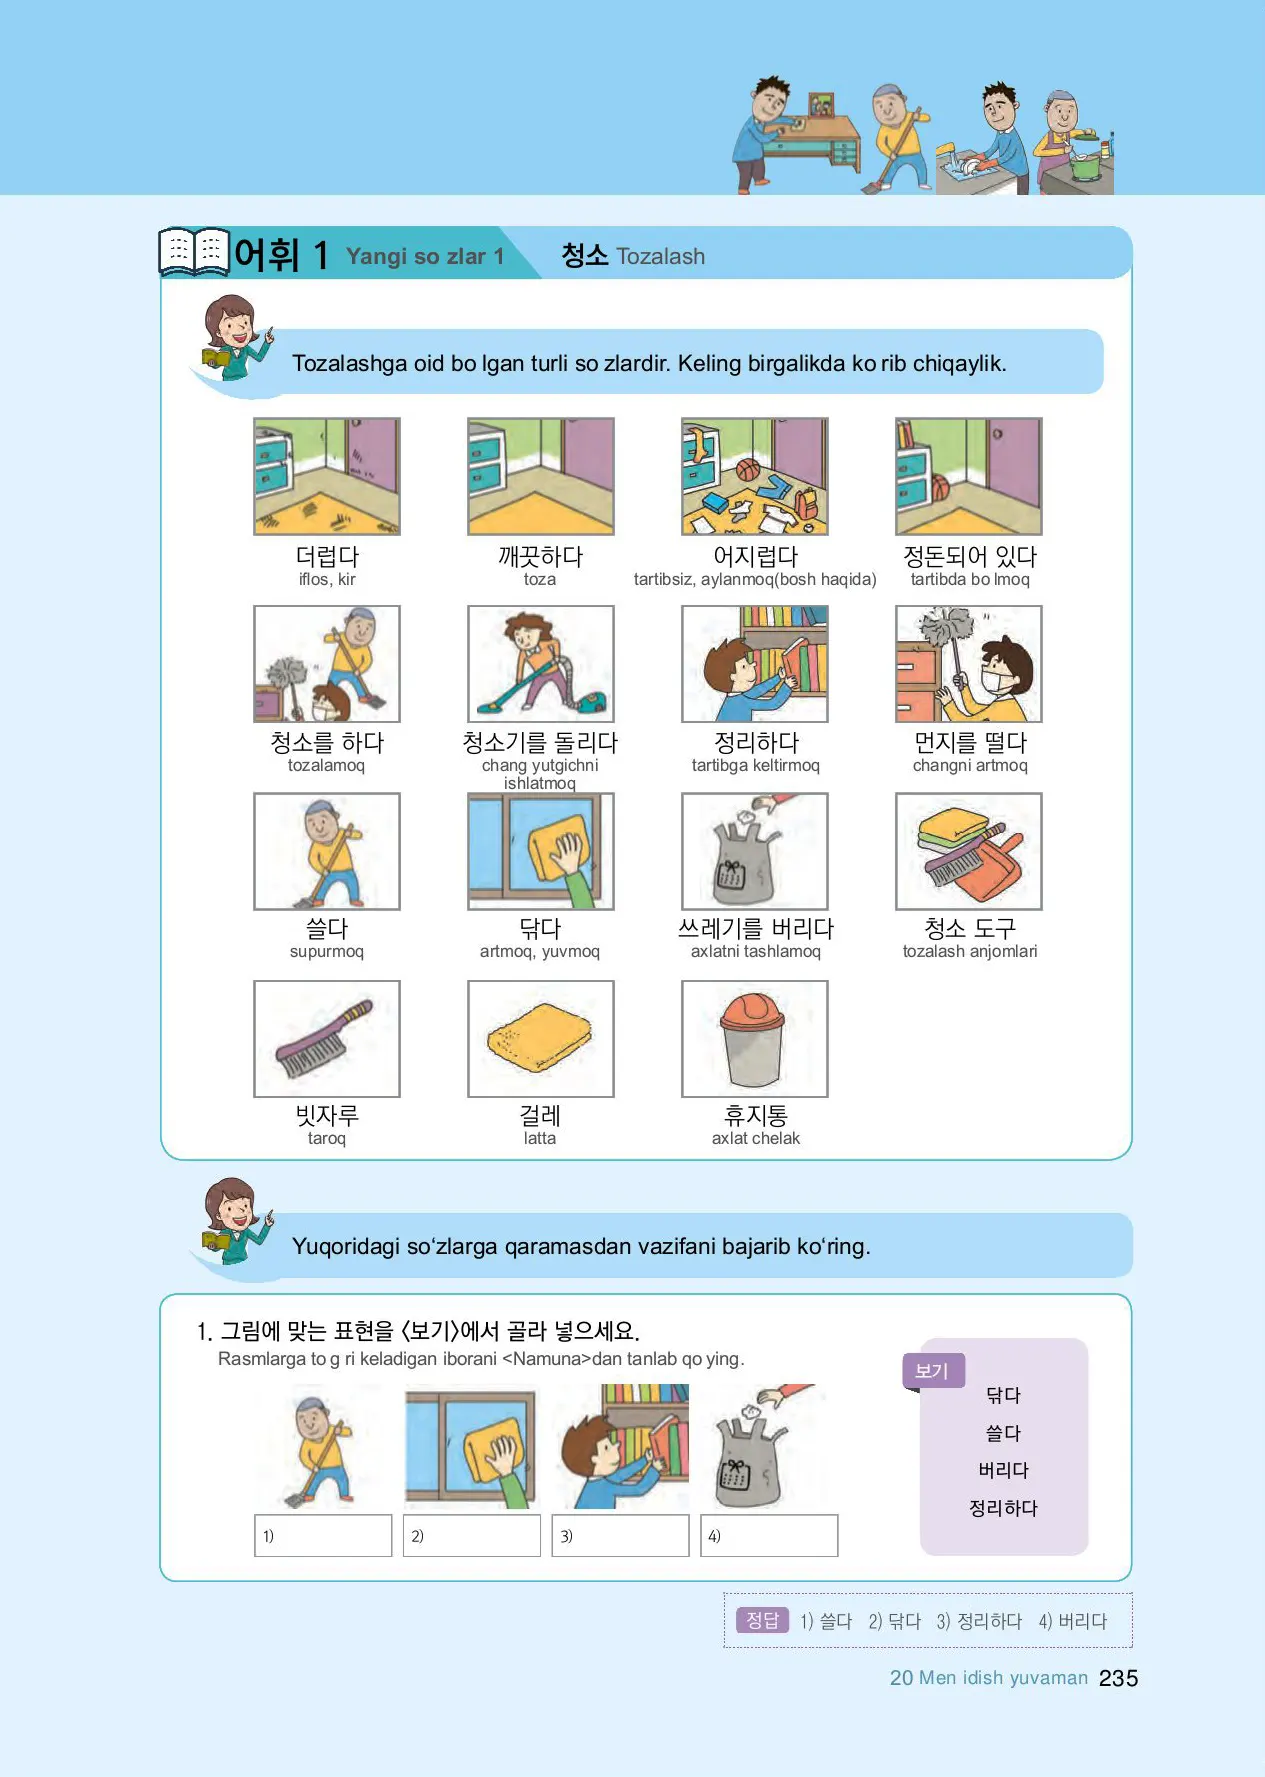 어휘 1 Yangi so zlar 1 청소 Tozalash
Tozalashga oid bo lgan turli so zlardir. Keling birgalikda ko rib chiqaylik.
더럽다 깨끗하다 어지럽다 정돈되어 있다
iflos, kir toza tartibsiz, aylanmoq(bosh haqida) tartibda bo lmoq
청소를 하다 청소기를 돌리다 정리하다 먼지를 떨다
tozalamoq chang yutgichni tartibga keltirmoq changni artmoq
ishlatmoq
쓸다 닦다 쓰레기를 버리다 청소 도구
supurmoq artmoq, yuvmoq axlatni tashlamoq tozalash anjomlari
빗자루 걸레 휴지통
taroq latta axlat chelak
Yuqoridagi so‘zlarga qaramasdan vazifani bajarib ko‘ring.
1. 그림에 맞는 표현을 〈보기〉에서 골라 넣으세요.
Rasmlarga to g ri keladigan iborani <Namuna>dan tanlab qo ying.
보기
닦다
쓸다
버리다
정리하다
1) 2) 3) 4)
정답 1) 쓸다 2) 닦다 3) 정리하다 4) 버리다
20 Men idish yuvaman 235